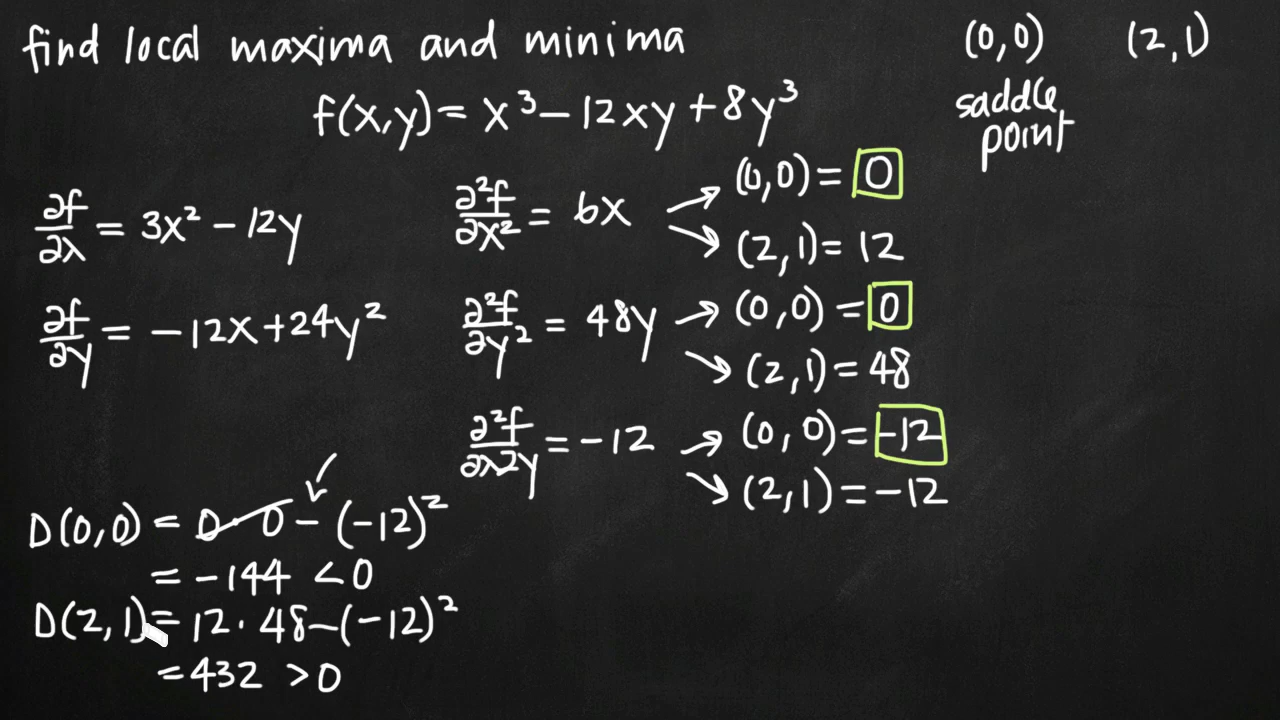 find local maxima and minima
(0,0) (2,1)
saddle
point
f(x,y) = x³ − 12xy + 8y³
∂f/∂x = 3x² − 12y
∂²f/∂x² = 6x → (0,0) = 0
↘ (2,1) = 12
∂f/∂y = −12x + 24y²
∂²f/∂y² = 48y → (0,0) = 0
↘ (2,1) = 48
∂²f/∂x∂y = −12 → (0,0) = −12
↘ (2,1) = −12
D(0,0) = 0 · 0 − (−12)²
= −144 < 0
D(2,1) = 12 · 48 − (−12)²
= 432 > 0